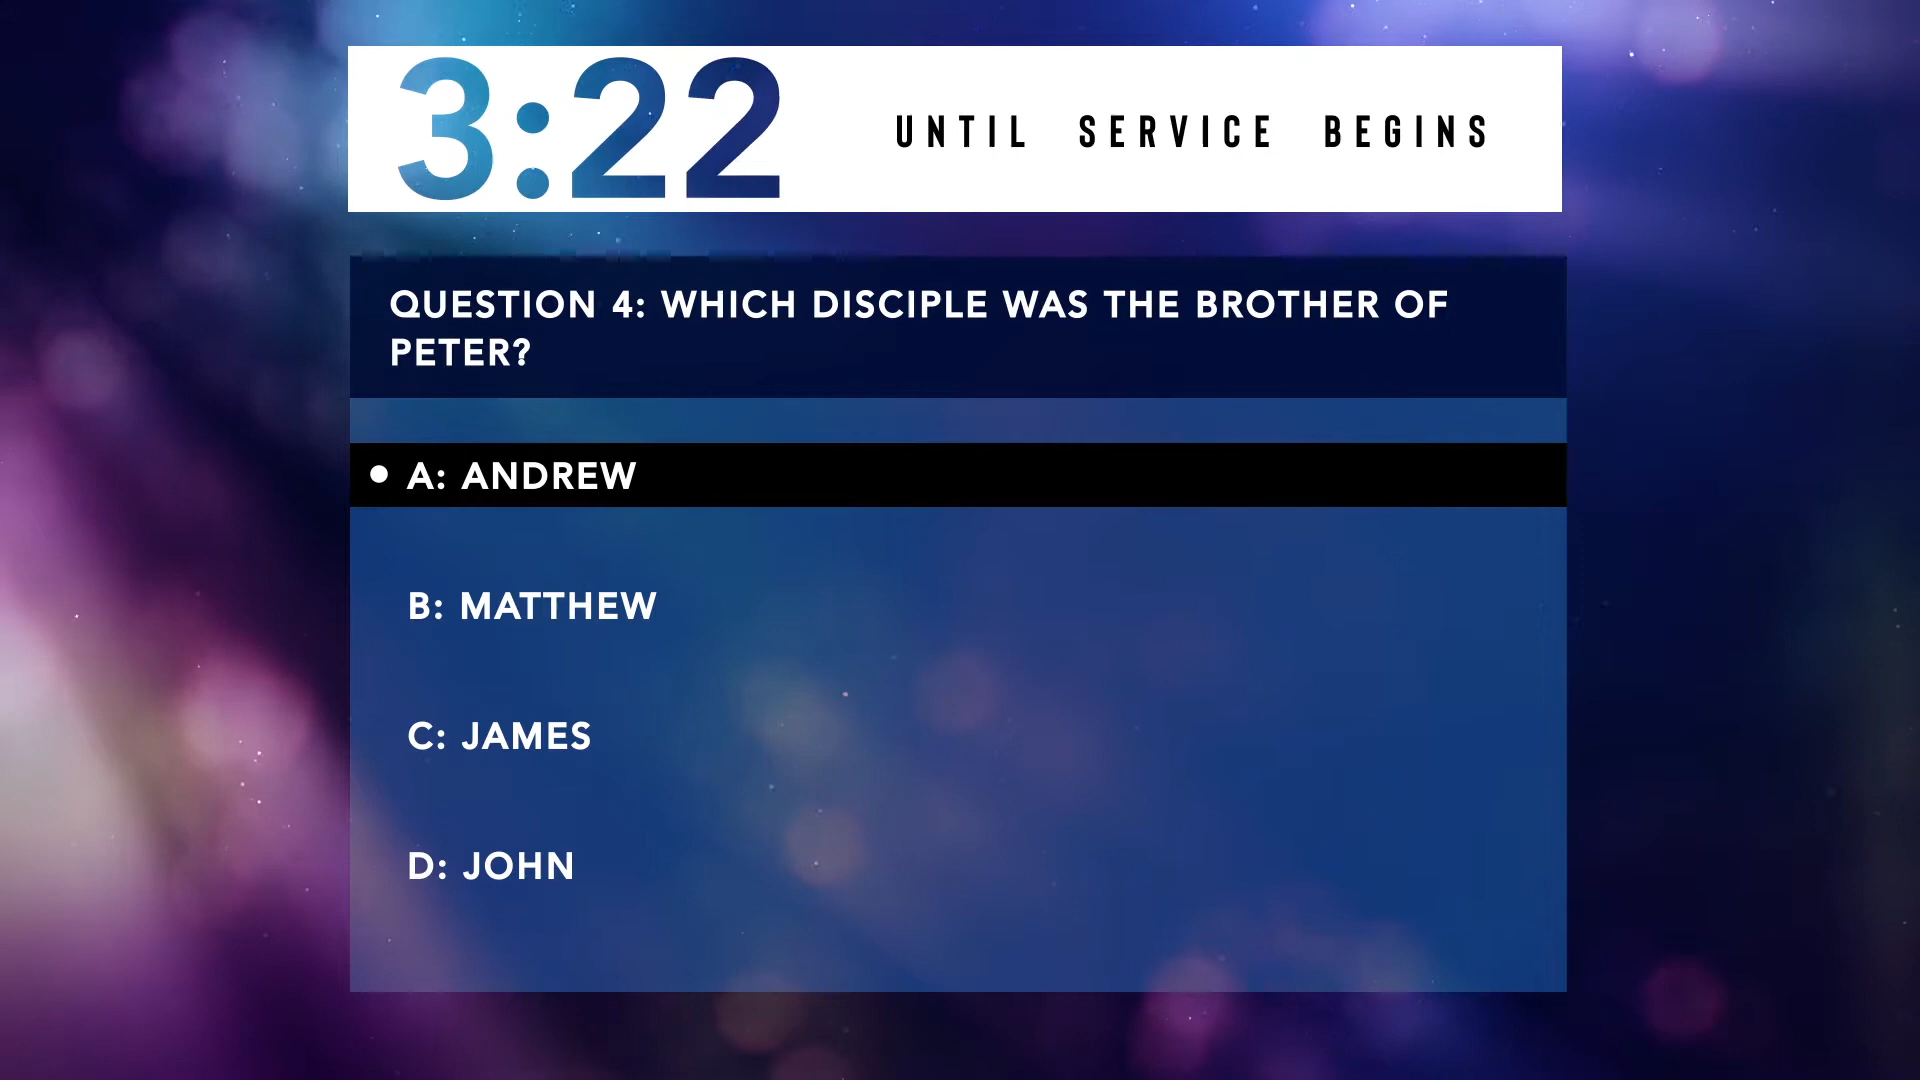 3:22 UNTIL SERVICE BEGINS
QUESTION 4: WHICH DISCIPLE WAS THE BROTHER OF
PETER?
• A: ANDREW
B: MATTHEW
C: JAMES
D: JOHN